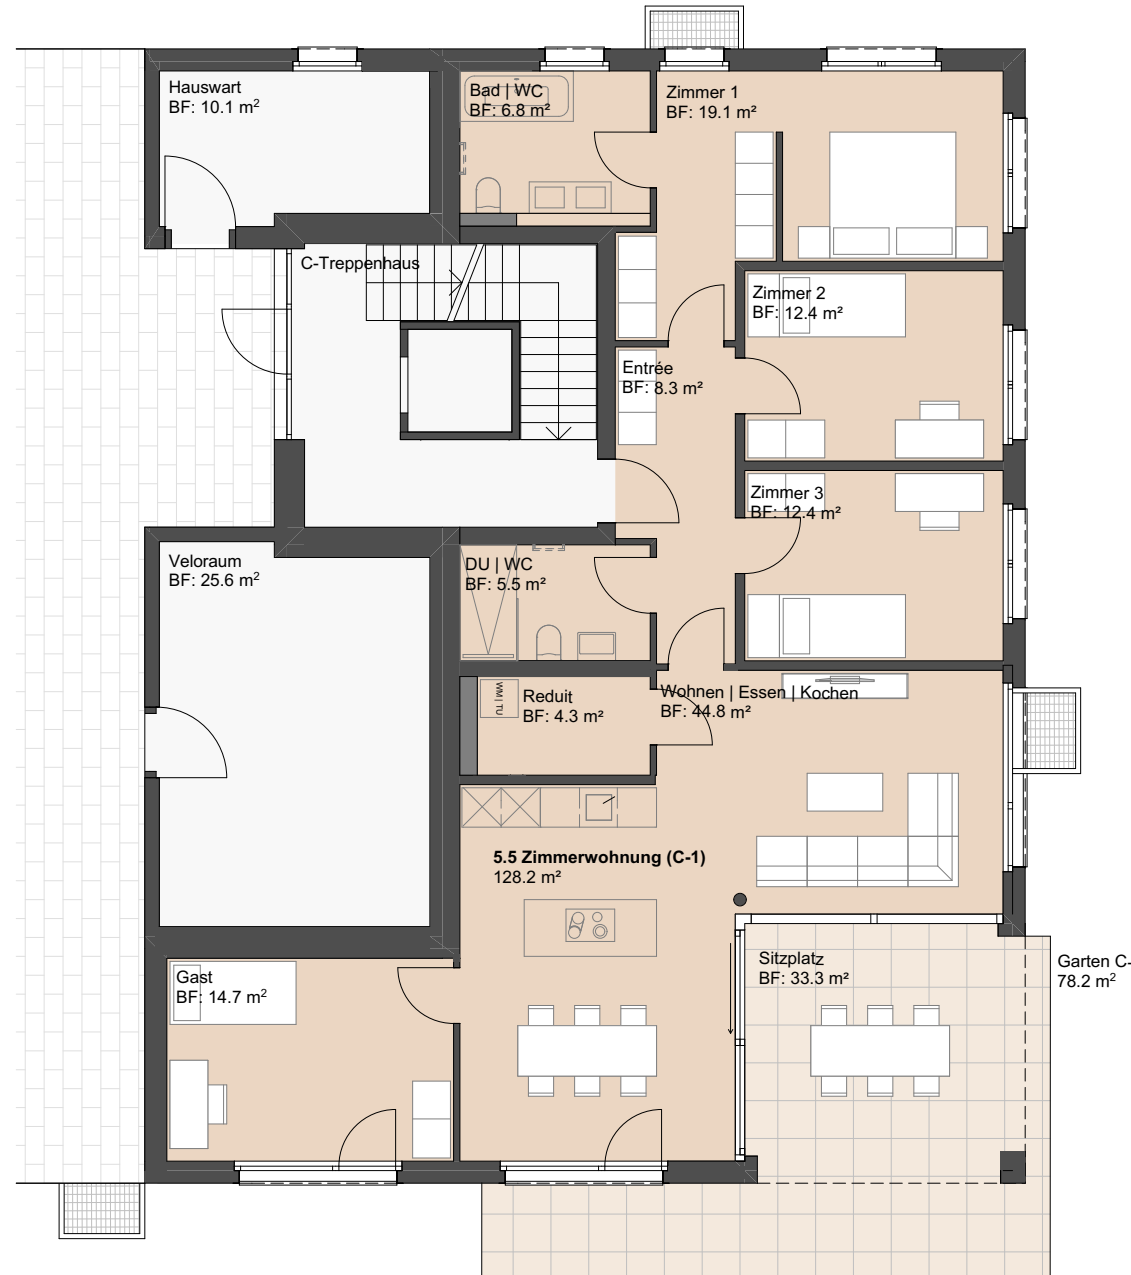 Hauswart
BF: 10.1 m²
Bad | WC
BF: 6.8 m²
Zimmer 1
BF: 19.1 m²
C-Treppenhaus
Zimmer 2
BF: 12.4 m²
Entrée
BF: 8.3 m²
Zimmer 3
BF: 12.4 m²
Veloraum
BF: 25.6 m²
DU | WC
BF: 5.5 m²
WM | TU
Reduit
BF: 4.3 m²
Wohnen | Essen | Kochen
BF: 44.8 m²
5.5 Zimmerwohnung (C-1)
128.2 m²
Gast
BF: 14.7 m²
Sitzplatz
BF: 33.3 m²
Garten C-
78.2 m²